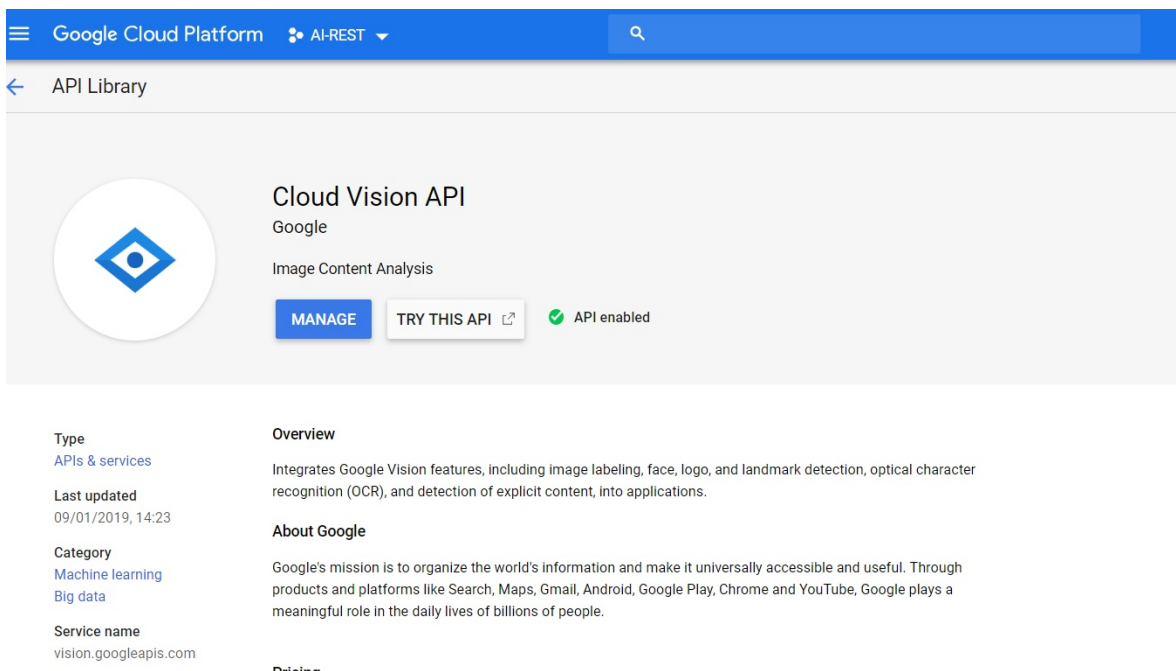 Google Cloud Platform AI-REST
API Library
Cloud Vision API
Google
Image Content Analysis
MANAGE TRY THIS API API enabled
Type
APIs & services
Last updated
09/01/2019, 14:23
Category
Machine learning
Big data
Service name
vision.googleapis.com
Overview
Integrates Google Vision features, including image labeling, face, logo, and landmark detection, optical character
recognition (OCR), and detection of explicit content, into applications.
About Google
Google's mission is to organize the world's information and make it universally accessible and useful. Through
products and platforms like Search, Maps, Gmail, Android, Google Play, Chrome and YouTube, Google plays a
meaningful role in the daily lives of billions of people.
Pricing